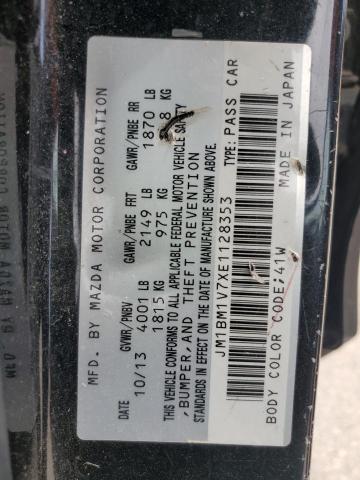 MFD. BY MAZDA MOTOR CORPORATION
DATE GVWR/PNBV GAWR/PNBE FRT GAWR/PNBE RR
10/13 4001 LB 2149 LB 1870 LB
1815 KG 975 KG 8 KG
THIS VEHICLE CONFORMS TO ALL APPLICABLE FEDERAL MOTOR VEHICLE SAFETY
,BUMPER,AND THEFT PREVENTION
STANDARDS IN EFFECT ON THE DATE OF MANUFACTURE SHOWN ABOVE.
JM1BM1V7XE1128353 TYPE: PASS CAR
BODY COLOR CODE:41W MADE IN JAPAN